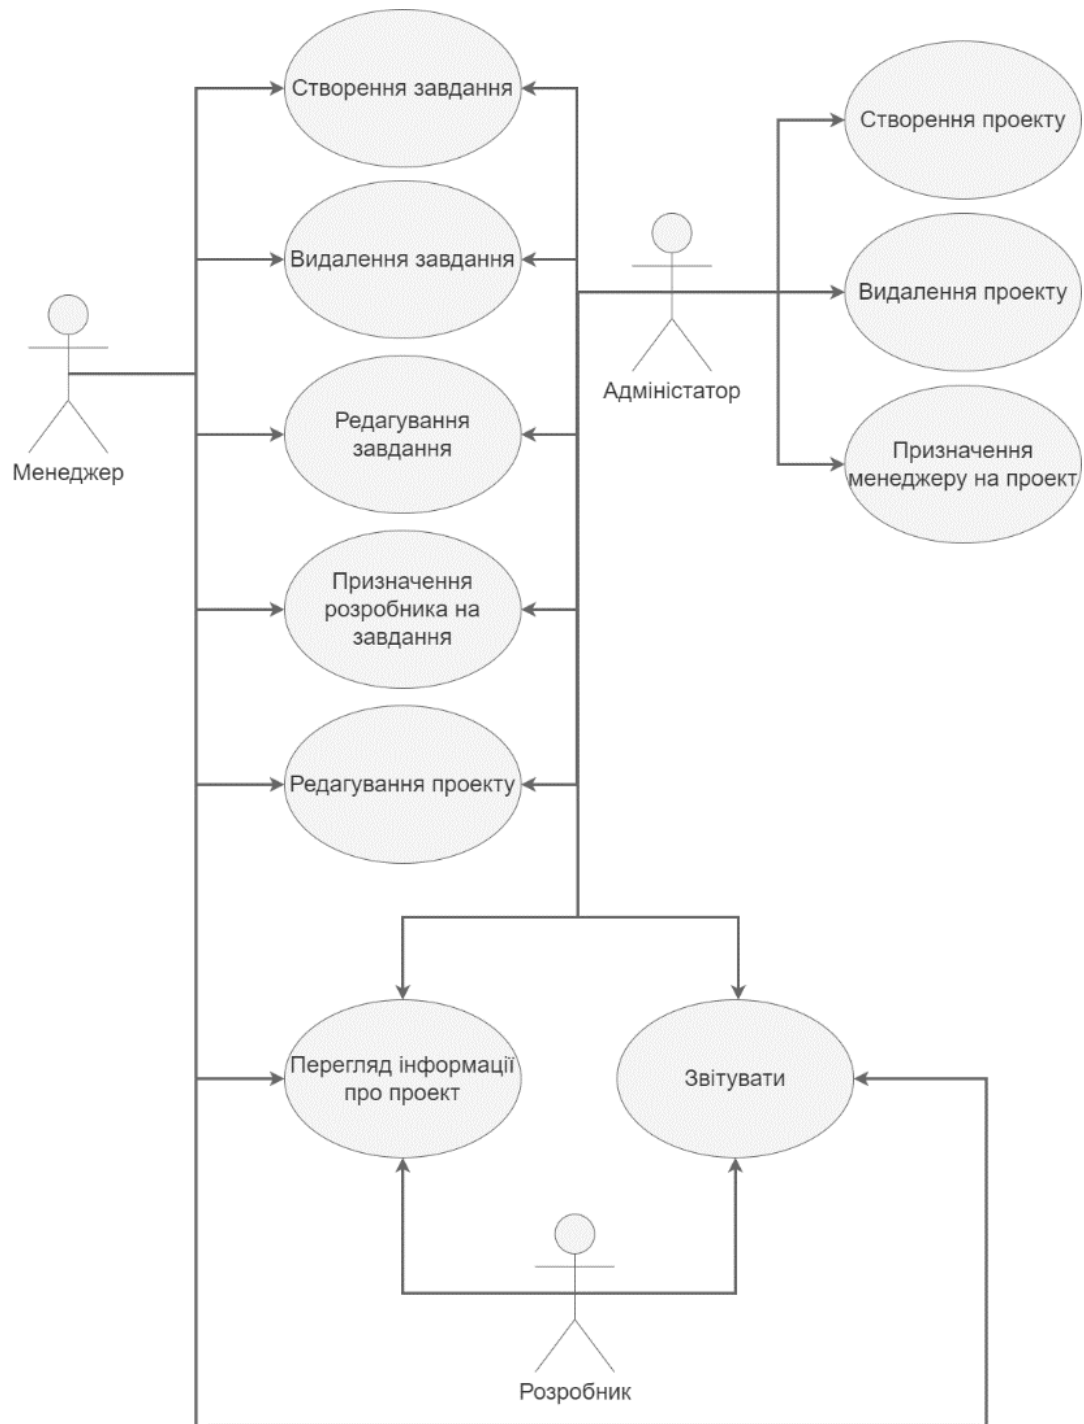 Створення завдання
Створення проекту
Видалення завдання
Видалення проекту
Адміністатор
Редагування
завдання
Призначення
менеджеру на проект
Менеджер
Призначення
розробника на
завдання
Редагування проекту
Перегляд інформації
про проект
Звітувати
Розробник